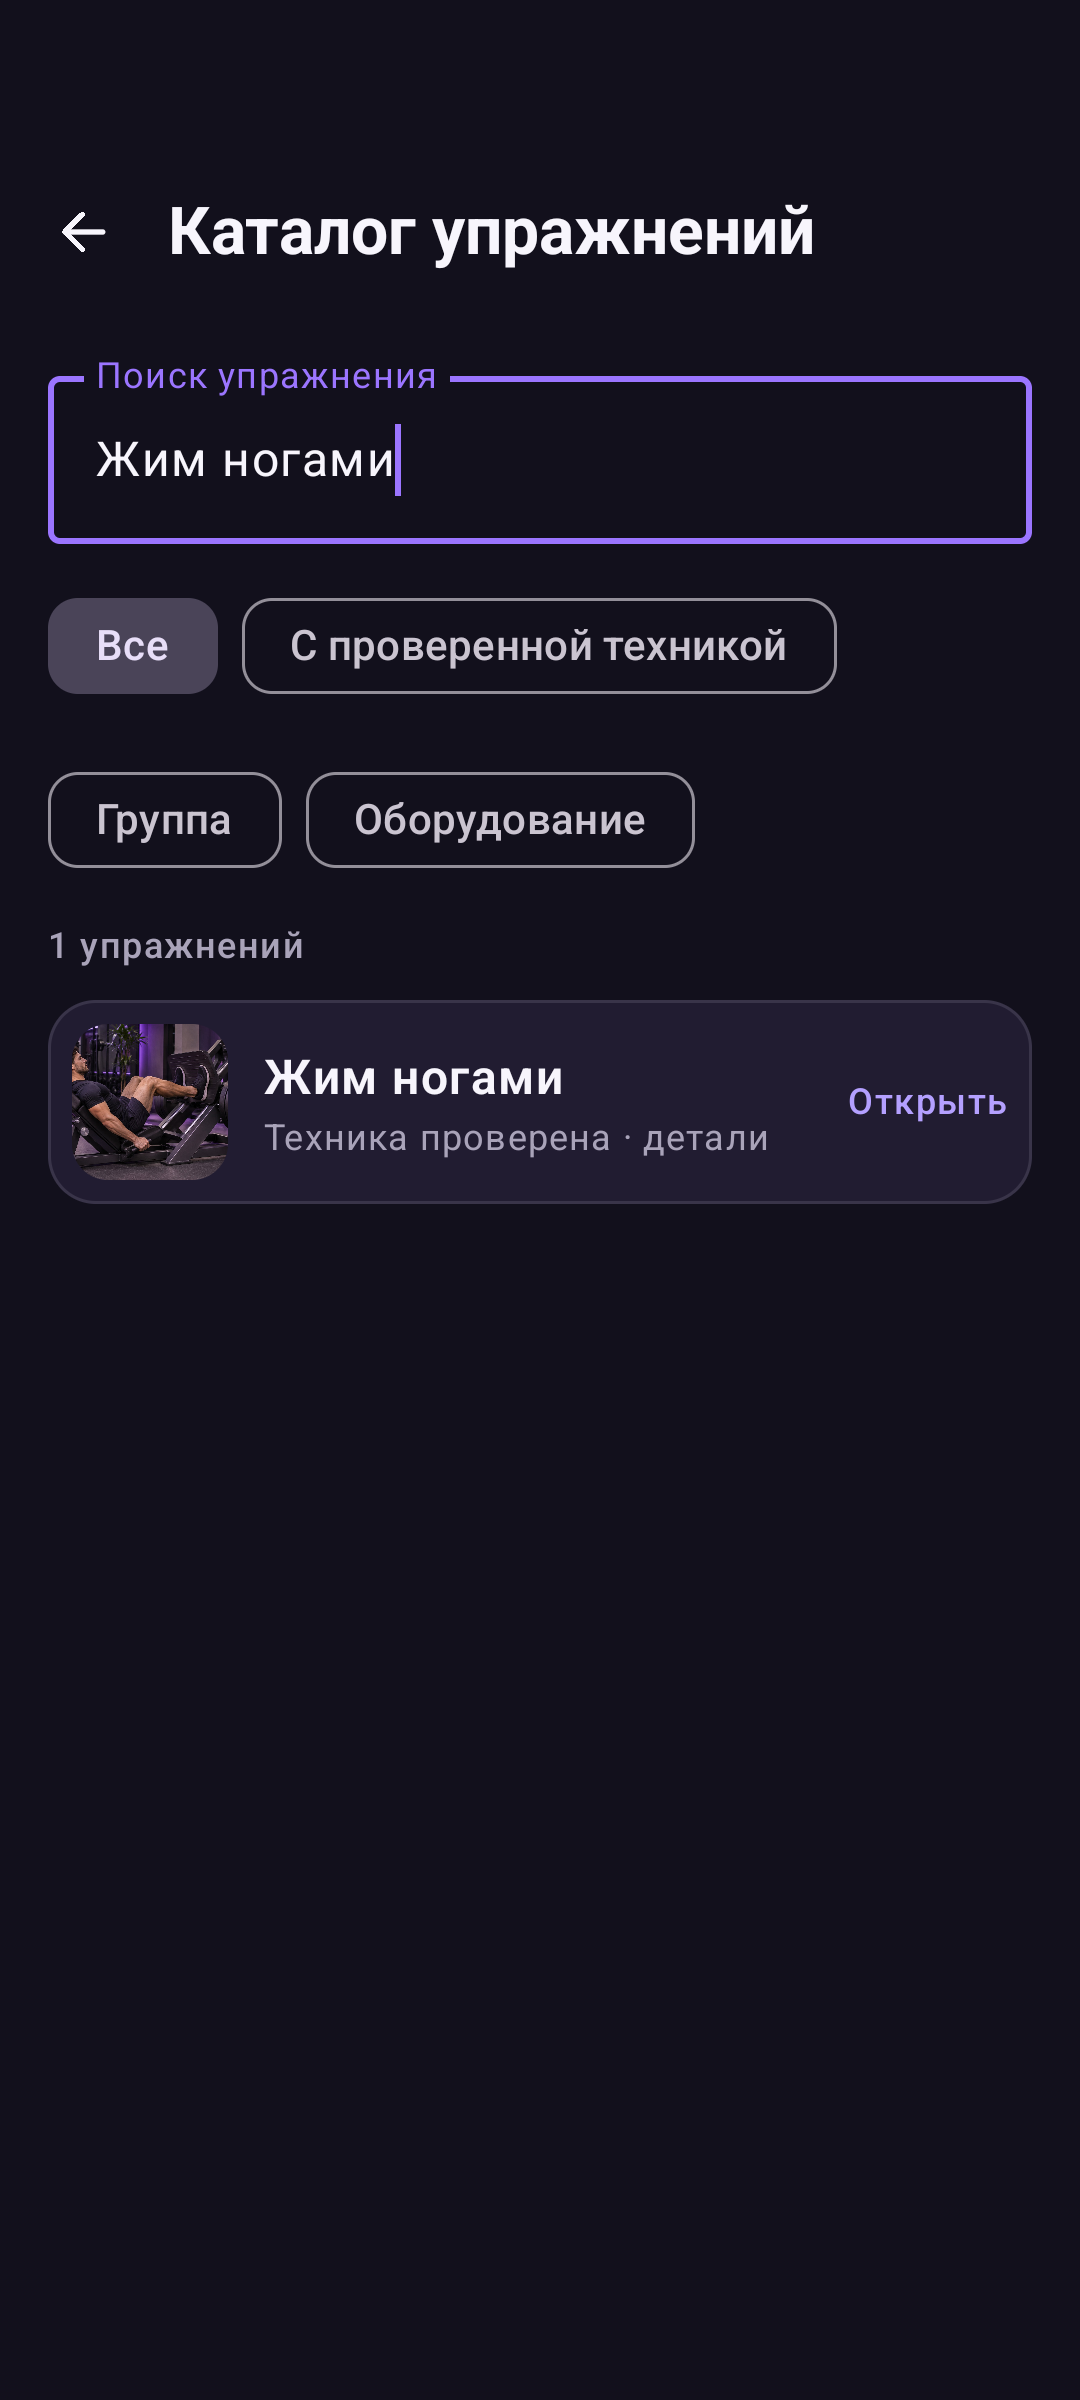 Каталог упражнений
Поиск упражнения
Жим ногами
Все
С проверенной техникой
Группа
Оборудование
1 упражнений
Жим ногами
Техника проверена · детали
Открыть